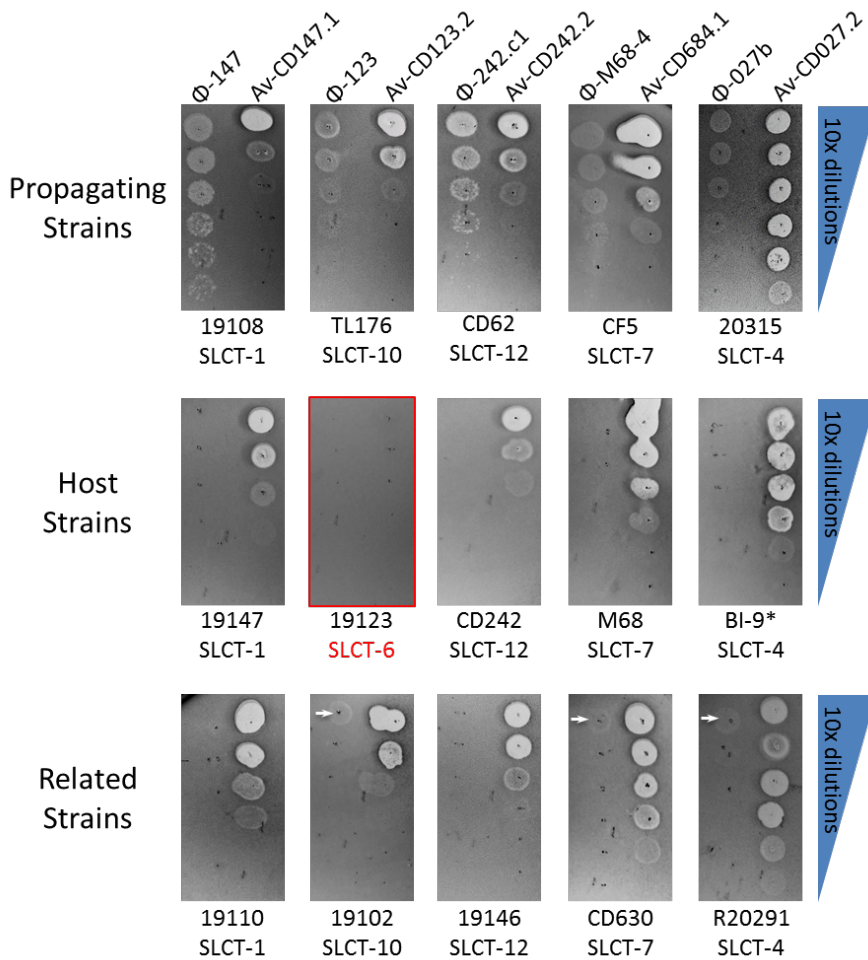 Φ-147
Av-CD147.1
Φ-123
Av-CD123.2
Φ-242.c1
Av-CD242.2
Φ-M68-4
Av-CD684.1
Φ-027b
Av-CD027.2
Propagating
Strains
10x dilutions
19108
SLCT-1
TL176
SLCT-10
CD62
SLCT-12
CF5
SLCT-7
20315
SLCT-4
Host
Strains
10x dilutions
19147
SLCT-1
19123
SLCT-6
CD242
SLCT-12
M68
SLCT-7
BI-9*
SLCT-4
Related
Strains
10x dilutions
19110
SLCT-1
19102
SLCT-10
19146
SLCT-12
CD630
SLCT-7
R20291
SLCT-4